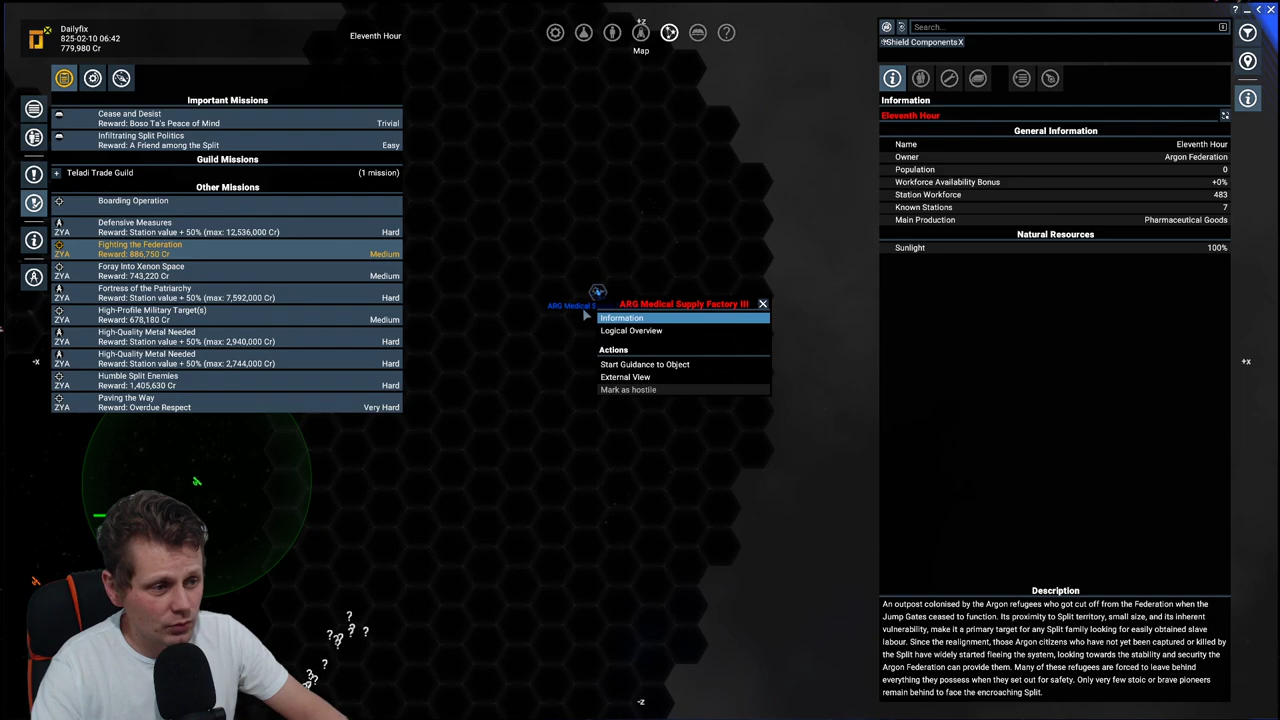 Dailyfix
825-02-10 06:42
779,980 Cr
Eleventh Hour
+z
Map
Important Missions
Cease and Desist
Reward: Boso Ta's Peace of Mind Trivial
Infiltrating Split Politics
Reward: A Friend among the Split Easy
Guild Missions
+ Teladi Trade Guild (1 mission)
Other Missions
Boarding Operation
Defensive Measures
ZYA Reward: Station value + 50% (max: 12,536,000 Cr) Hard
Fighting the Federation
ZYA Reward: 886,750 Cr Medium
Foray Into Xenon Space
ZYA Reward: 743,220 Cr Medium
Fortress of the Patriarchy
ZYA Reward: Station value + 50% (max: 7,592,000 Cr) Hard
High-Profile Military Target(s)
ZYA Reward: 678,180 Cr Medium
High-Quality Metal Needed
ZYA Reward: Station value + 50% (max: 2,940,000 Cr) Hard
High-Quality Metal Needed
ZYA Reward: Station value + 50% (max: 2,744,000 Cr) Hard
Humble Split Enemies
ZYA Reward: 1,405,630 Cr Hard
Paving the Way
ZYA Reward: Overdue Respect Very Hard
-x
+x
-z
ARG Medical S
ARG Medical Supply Factory III X
Information
Logical Overview
Actions
Start Guidance to Object
External View
Mark as hostile
Search...
Shield Components X
Information
Eleventh Hour
General Information
Name Eleventh Hour
Owner Argon Federation
Population 0
Workforce Availability Bonus +0%
Station Workforce 483
Known Stations 7
Main Production Pharmaceutical Goods
Natural Resources
Sunlight 100%
Description
An outpost colonised by the Argon refugees who got cut off from the Federation when the
Jump Gates ceased to function. Its proximity to Split territory, small size, and its inherent
vulnerability, make it a primary target for any Split family looking for easily obtained slave
labour. Since the realignment, those Argon citizens who have not yet been captured or killed by
the Split have widely started fleeing the system, looking towards the stability and security the
Argon Federation can provide them. Many of these refugees are forced to leave behind
everything they possess when they set out for safety. Only very few stoic or brave pioneers
remain behind to face the encroaching Split.